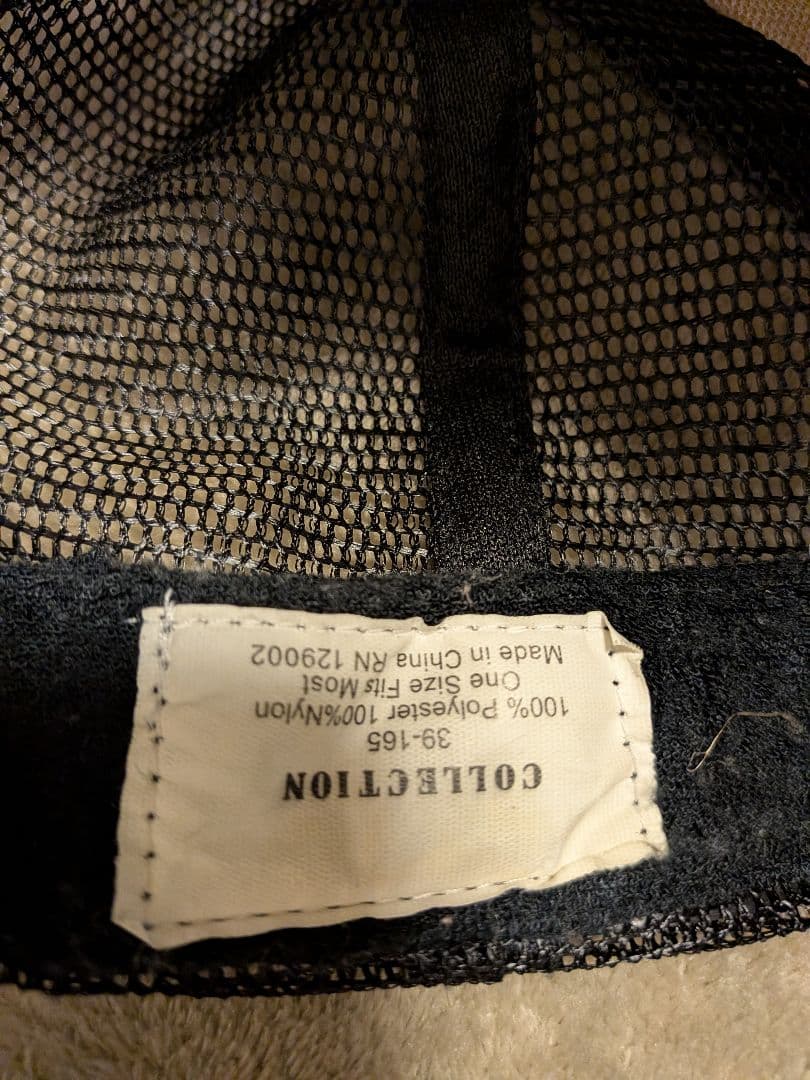 COLLECTION
39-165
100% Polyester 100%Nylon
One Size Fits Most
Made in China RN 129002